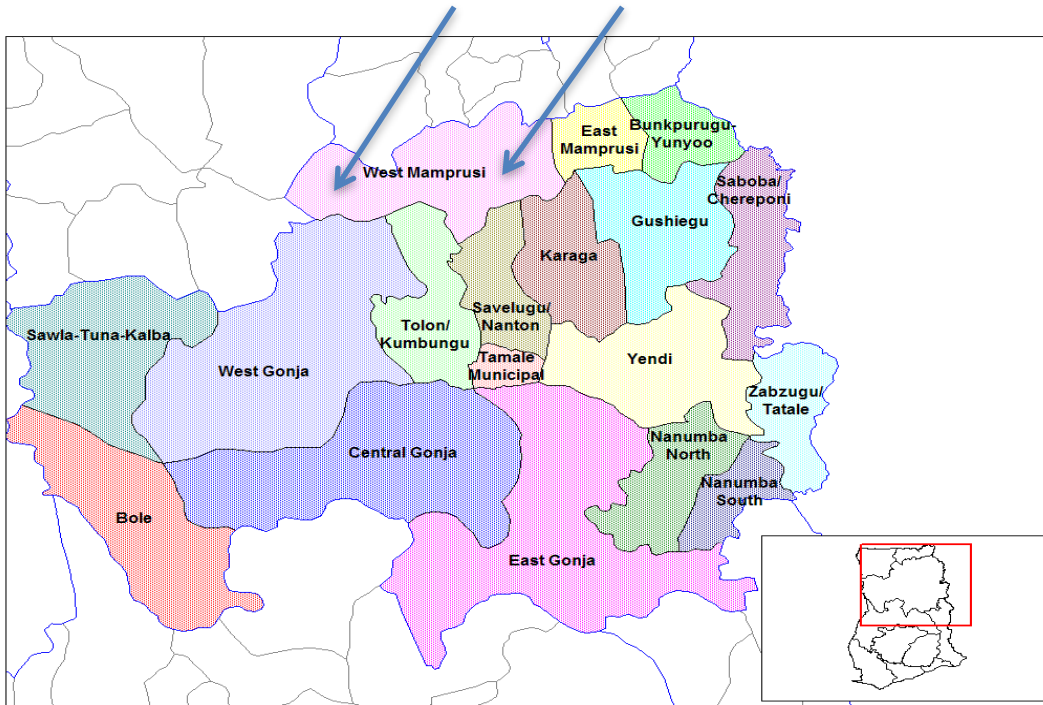 East
Mamprusi
Bunkpurugu-
Yunyoo
West Mamprusi
Saboba/
Chereponi
Gushiegu
Karaga
Savelugu/
Nanton
Tolon/
Kumbungu
Sawla-Tuna-Kalba
West Gonja
Tamale
Municipal
Yendi
Zabzugu/
Tatale
Nanumba
North
Central Gonja
Nanumba
South
Bole
East Gonja